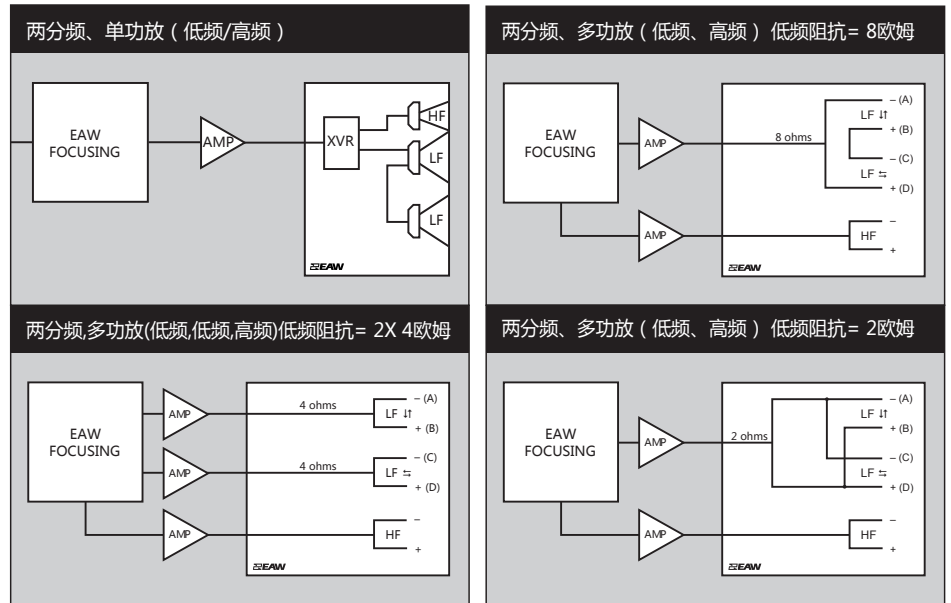 两分频、单功放（低频/高频）
EAW
FOCUSING
AMP
XVR
HF
LF
LF
EAW
两分频、多功放（低频、高频） 低频阻抗= 8欧姆
EAW
FOCUSING
AMP
8 ohms
– (A)
LF ↓↑
+ (B)
– (C)
LF ⇆
+ (D)
AMP
–
HF
+
EAW
两分频,多功放(低频,低频,高频)低频阻抗= 2X 4欧姆
EAW
FOCUSING
AMP
4 ohms
– (A)
LF ↓↑
+ (B)
AMP
4 ohms
– (C)
LF ⇆
+ (D)
AMP
–
HF
+
EAW
两分频、多功放（低频、高频） 低频阻抗= 2欧姆
EAW
FOCUSING
AMP
2 ohms
– (A)
LF ↓↑
+ (B)
– (C)
LF ⇆
+ (D)
AMP
–
HF
+
EAW